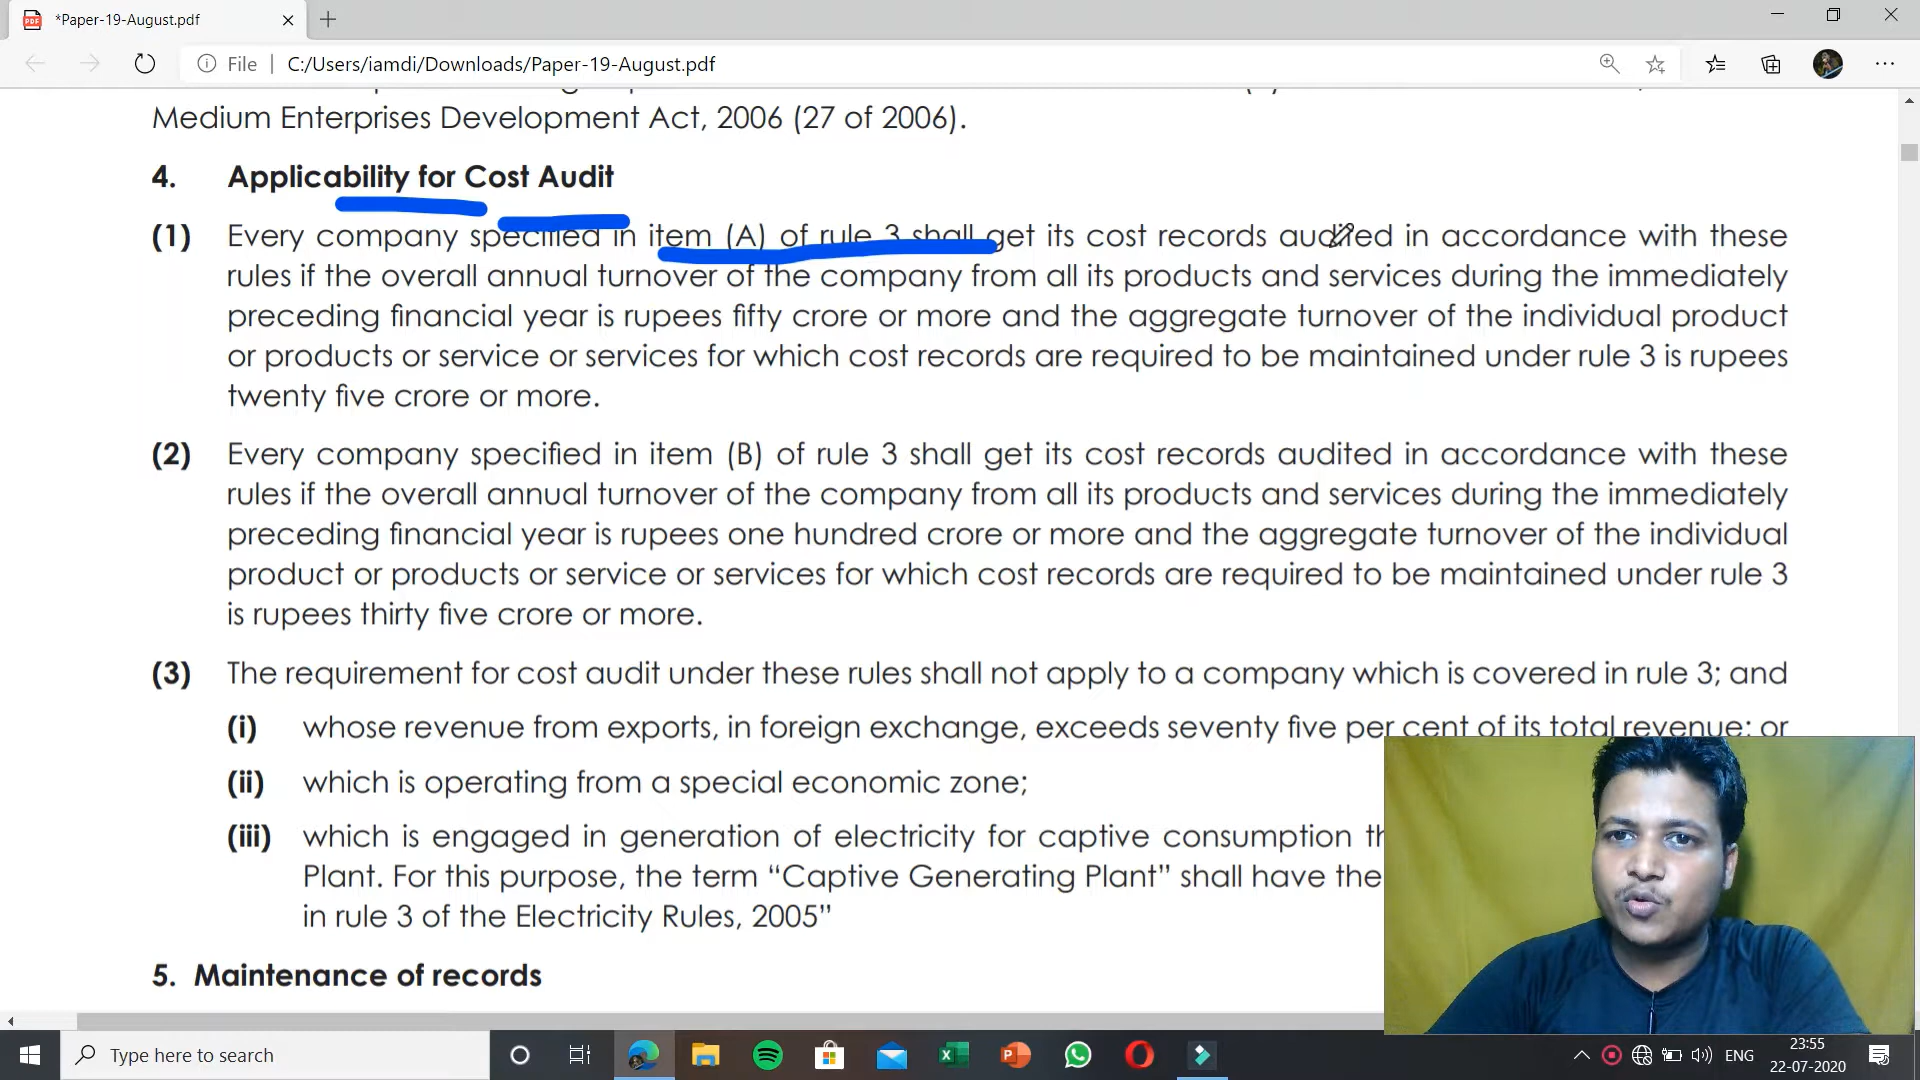 *Paper-19-August.pdf
File
C:/Users/iamdi/Downloads/Paper-19-August.pdf
Medium Enterprises Development Act, 2006 (27 of 2006).
4. Applicability for Cost Audit
(1) Every company specified in item (A) of rule 3 shall get its cost records audited in accordance with these
rules if the overall annual turnover of the company from all its products and services during the immediately
preceding financial year is rupees fifty crore or more and the aggregate turnover of the individual product
or products or service or services for which cost records are required to be maintained under rule 3 is rupees
twenty five crore or more.
(2) Every company specified in item (B) of rule 3 shall get its cost records audited in accordance with these
rules if the overall annual turnover of the company from all its products and services during the immediately
preceding financial year is rupees one hundred crore or more and the aggregate turnover of the individual
product or products or service or services for which cost records are required to be maintained under rule 3
is rupees thirty five crore or more.
(3) The requirement for cost audit under these rules shall not apply to a company which is covered in rule 3; and
(i) whose revenue from exports, in foreign exchange, exceeds seventy five per cent of its total revenue; or
(ii) which is operating from a special economic zone;
(iii) which is engaged in generation of electricity for captive consumption
Plant. For this purpose, the term “Captive Generating Plant” shall have the
in rule 3 of the Electricity Rules, 2005”
5. Maintenance of records
Type here to search
ENG
23:55
22-07-2020